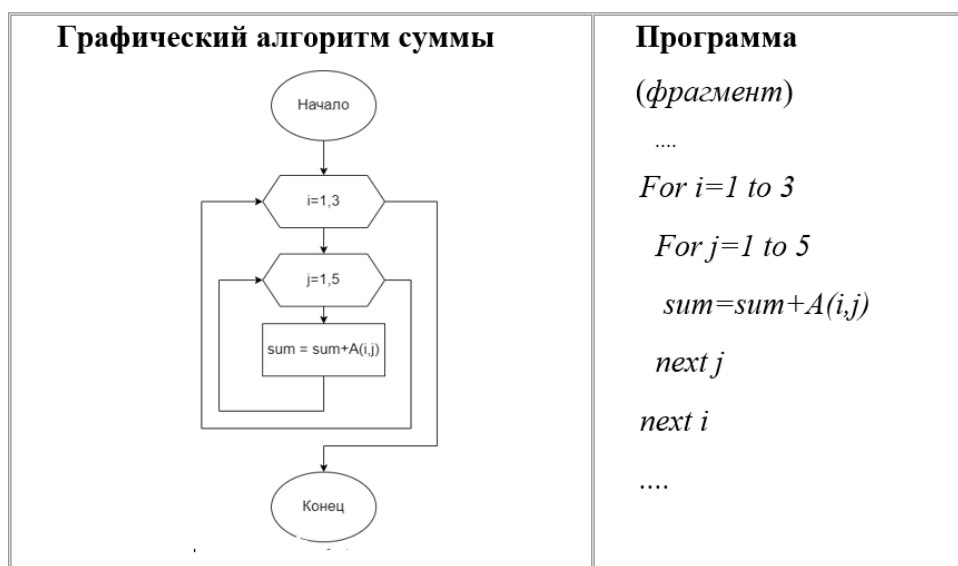 Графический алгоритм суммы
Начало
i=1,3
j=1,5
sum = sum+A(i,j)
Конец
Программа
(фрагмент)
....
For i=1 to 3
For j=1 to 5
sum=sum+A(i,j)
next j
next i
....